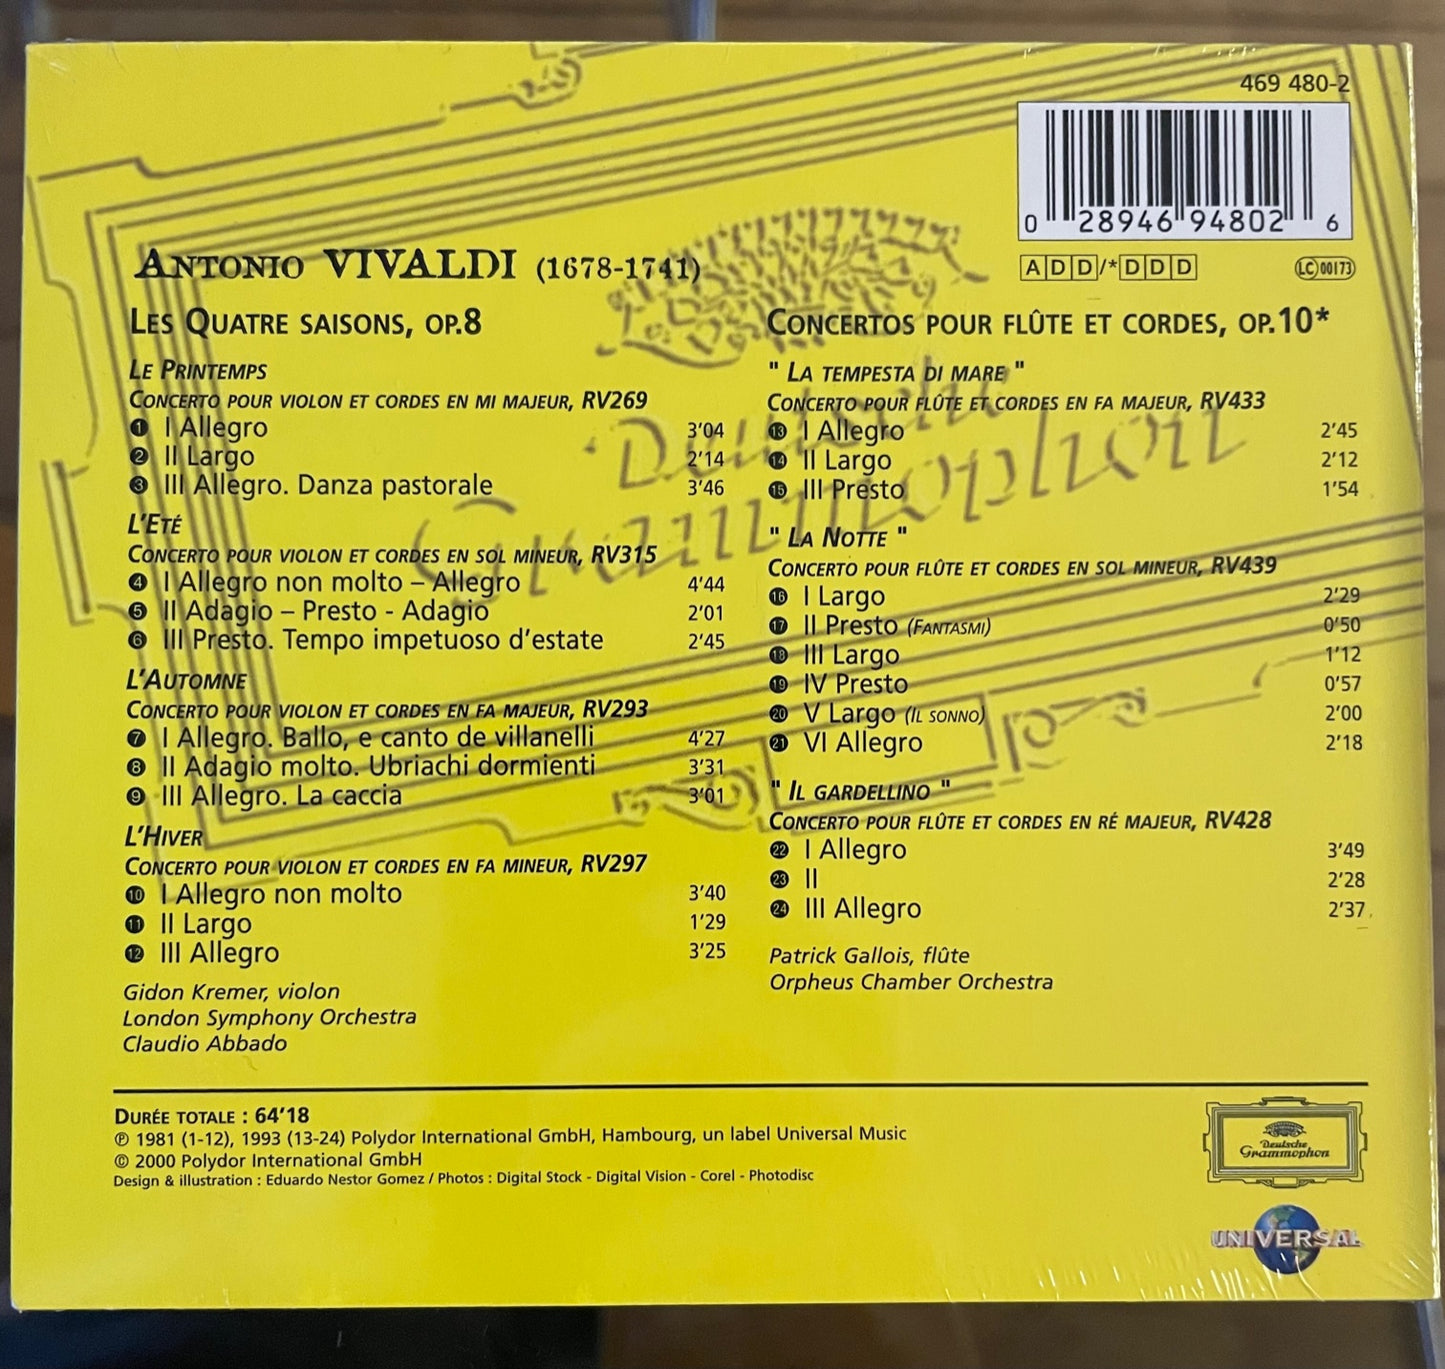 469 480-2
0 28946 94802 6
ADD/*DDD
LC 00173
Antonio VIVALDI (1678-1741)
Les Quatre saisons, op.8
Le Printemps
Concerto pour violon et cordes en mi majeur, RV269
1 I Allegro 3'04
2 II Largo 2'14
3 III Allegro. Danza pastorale 3'46
L'Eté
Concerto pour violon et cordes en sol mineur, RV315
4 I Allegro non molto – Allegro 4'44
5 II Adagio – Presto - Adagio 2'01
6 III Presto. Tempo impetuoso d'estate 2'45
L'Automne
Concerto pour violon et cordes en fa majeur, RV293
7 I Allegro. Ballo, e canto de villanelli 4'27
8 II Adagio molto. Ubriachi dormienti 3'31
9 III Allegro. La caccia 3'01
L'Hiver
Concerto pour violon et cordes en fa mineur, RV297
10 I Allegro non molto 3'40
11 II Largo 1'29
12 III Allegro 3'25
Gidon Kremer, violon
London Symphony Orchestra
Claudio Abbado
Concertos pour flûte et cordes, op.10*
" La tempesta di mare "
Concerto pour flûte et cordes en fa majeur, RV433
13 I Allegro 2'45
14 II Largo 2'12
15 III Presto 1'54
" La Notte "
Concerto pour flûte et cordes en sol mineur, RV439
16 I Largo 2'29
17 II Presto (Fantasmi) 0'50
18 III Largo 1'12
19 IV Presto 0'57
20 V Largo (Il sonno) 2'00
21 VI Allegro 2'18
" Il gardellino "
Concerto pour flûte et cordes en ré majeur, RV428
22 I Allegro 3'49
23 II 2'28
24 III Allegro 2'37
Patrick Gallois, flûte
Orpheus Chamber Orchestra
Deutsche
Grammophon
Durée totale : 64'18
℗ 1981 (1-12), 1993 (13-24) Polydor International GmbH, Hambourg, un label Universal Music
© 2000 Polydor International GmbH
Design & illustration : Eduardo Nestor Gomez / Photos : Digital Stock - Digital Vision - Corel - Photodisc
Deutsche
Grammophon
UNIVERSAL